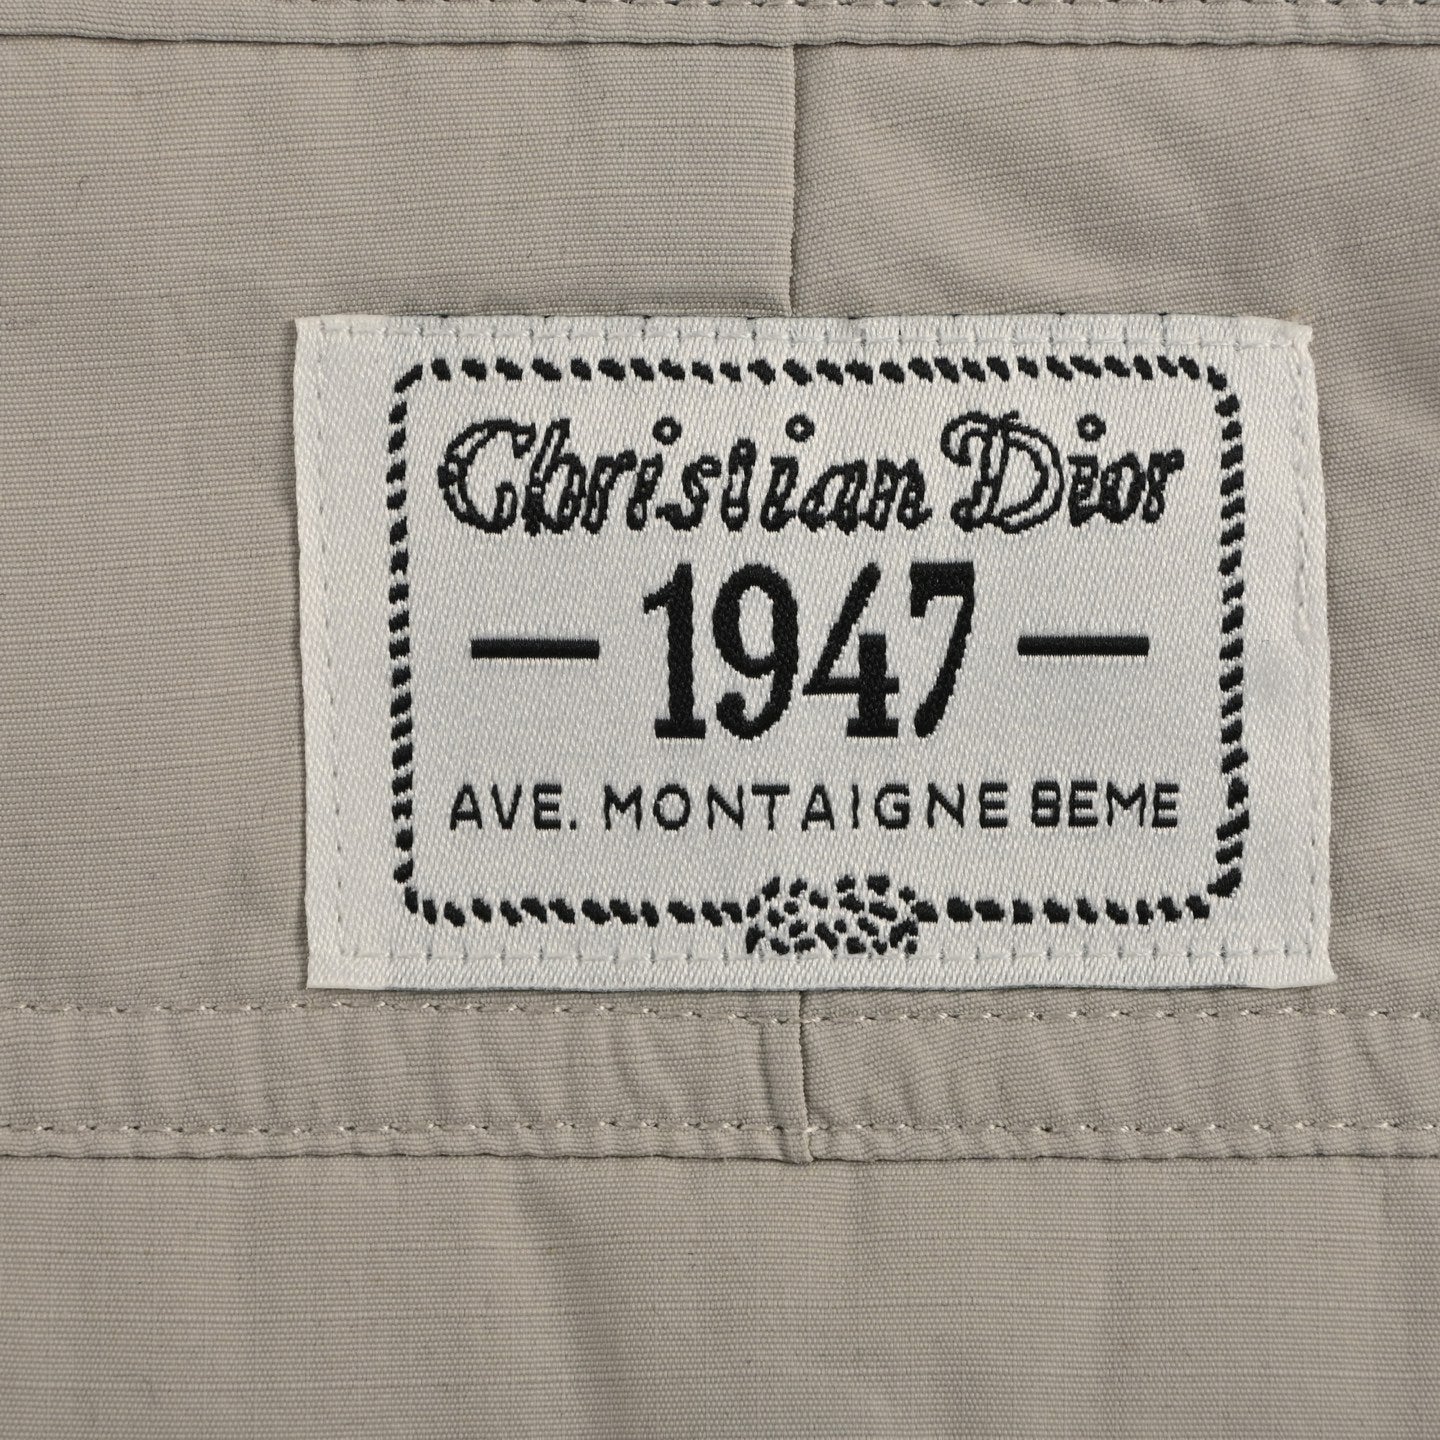 Christian Dior
— 1947 —
AVE. MONTAIGNE 8EME